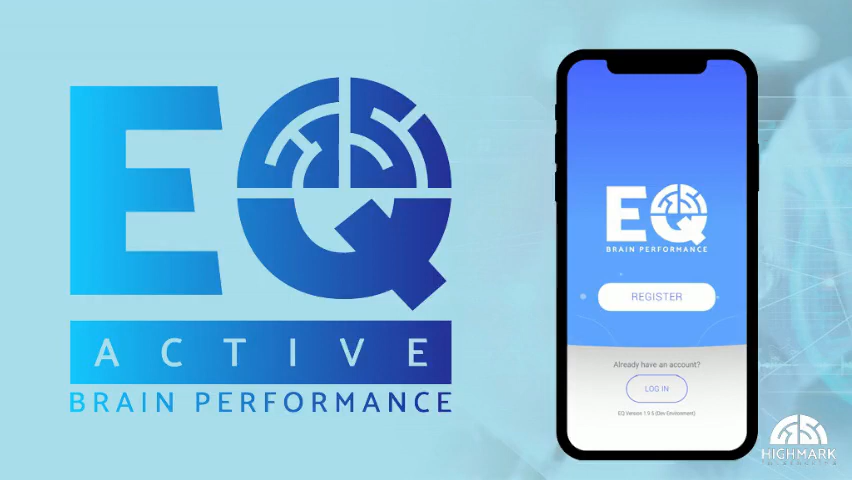 EQ
ACTIVE
BRAIN PERFORMANCE
EQ
BRAIN PERFORMANCE
REGISTER
Already have an account?
LOG IN
HIGHMARK